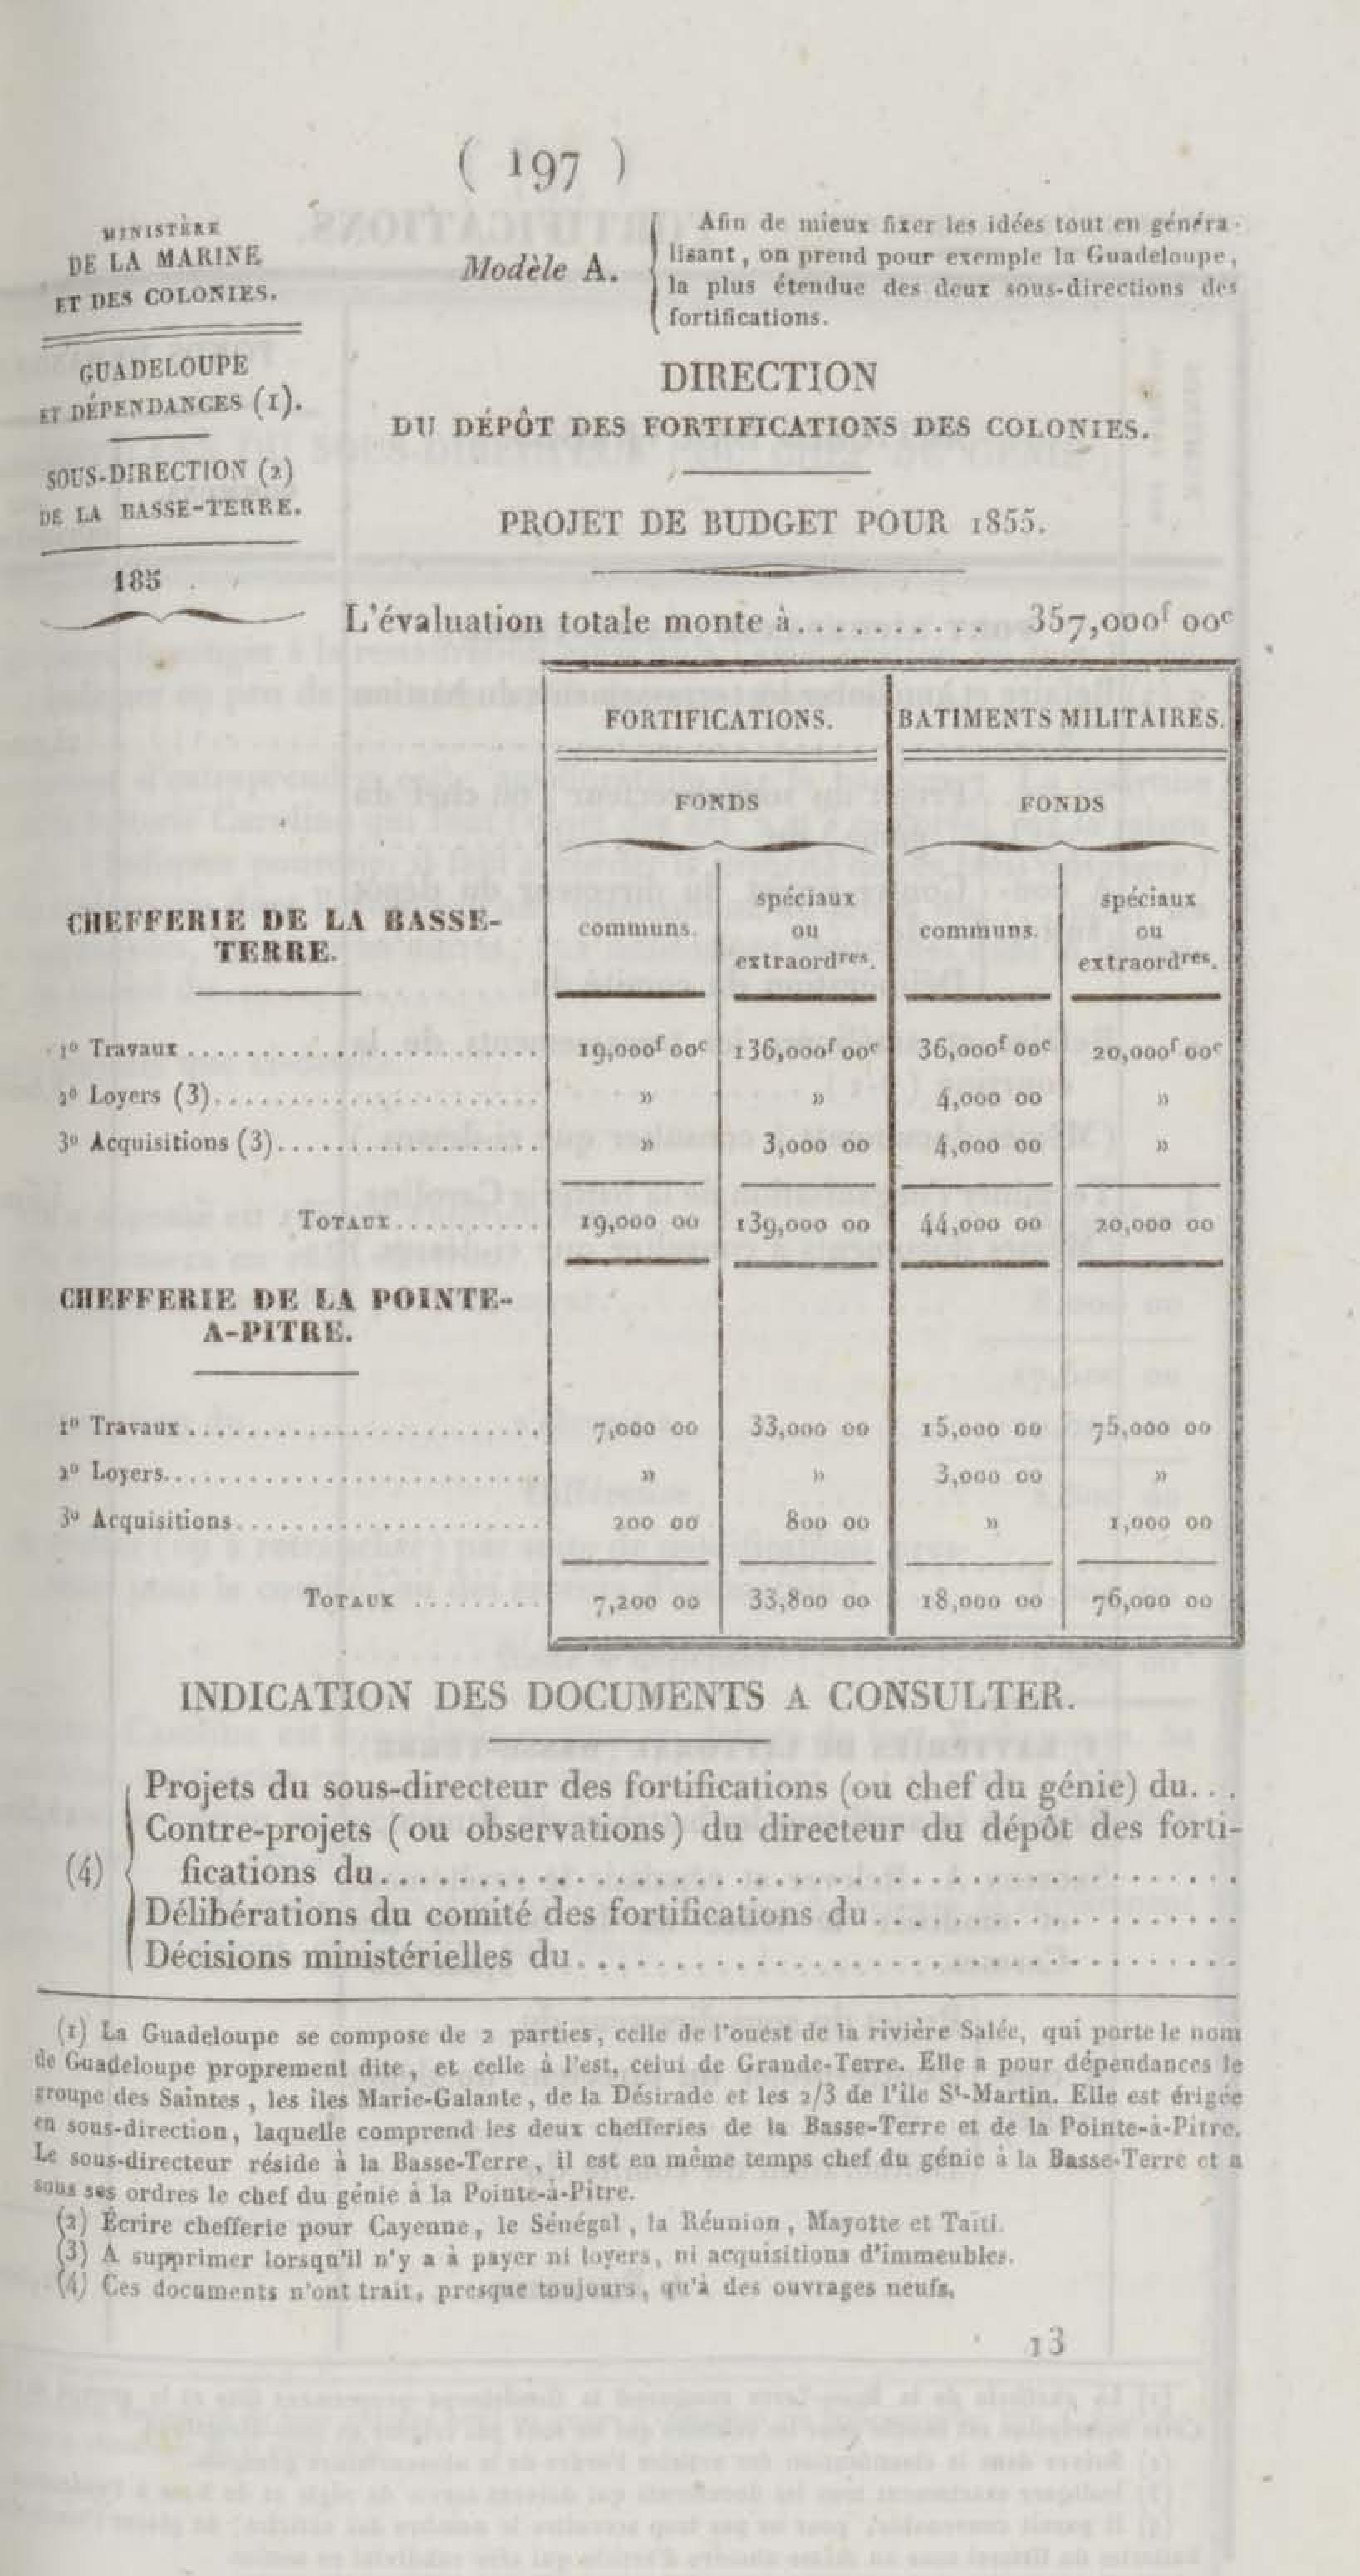 ( 197 )
MINISTÈRE
DE LA MARINE
ET DES COLONIES.
GUADELOUPE
ET DÉPENDANCES (1).
SOUS-DIRECTION (2)
DE LA BASSE-TERRE.
185
Modèle A.
Afin de mieux fixer les idées tout en généra-
lisant, on prend pour exemple la Guadeloupe,
la plus étendue des deux sous-directions des
fortifications.
DIRECTION
DU DÉPÔT DES FORTIFICATIONS DES COLONIES.
PROJET DE BUDGET POUR 1855.
L'évaluation totale monte à........... 357,000f 00c
FORTIFICATIONS. BATIMENTS MILITAIRES.
FONDS FONDS
communs. spéciaux ou extraordres. communs. spéciaux ou extraordres.
CHEFFERIE DE LA BASSE-
TERRE.
1o Travaux........................ 19,000f 00c 136,000f 00c 36,000f 00c 20,000f 00c
2o Loyers (3)...................... » » 4,000 00 »
3o Acquisitions (3).................. » 3,000 00 4,000 00 »
TOTAUX.......... 19,000 00 139,000 00 44,000 00 20,000 00
CHEFFERIE DE LA POINTE-
A-PITRE.
1o Travaux........................ 7,000 00 33,000 00 15,000 00 75,000 00
2o Loyers.......................... » » 3,000 00 »
3o Acquisitions..................... 200 00 800 00 » 1,000 00
TOTAUX ......... 7,200 00 33,800 00 18,000 00 76,000 00
INDICATION DES DOCUMENTS A CONSULTER.
(4)
Projets du sous-directeur des fortifications (ou chef du génie) du...
Contre-projets (ou observations) du directeur du dépôt des forti-
fications du............................................
Délibérations du comité des fortifications du...................
Décisions ministérielles du..................................
(1) La Guadeloupe se compose de 2 parties, celle de l'ouest de la rivière Salée, qui porte le nom
de Guadeloupe proprement dite, et celle à l'est, celui de Grande-Terre. Elle a pour dépendances le
groupe des Saintes, les iles Marie-Galante, de la Désirade et les 2/3 de l'ile St-Martin. Elle est érigée
en sous-direction, laquelle comprend les deux chefferies de la Basse-Terre et de la Pointe-à-Pitre.
Le sous-directeur réside à la Basse-Terre, il est en même temps chef du génie à la Basse-Terre et a
sous ses ordres le chef du génie à la Pointe-à-Pitre.
(2) Écrire chefferie pour Cayenne, le Sénégal, la Réunion, Mayotte et Taïti.
(3) A supprimer lorsqu'il n'y a à payer ni loyers, ni acquisitions d'immeubles.
(4) Ces documents n'ont trait, presque toujours, qu'à des ouvrages neufs.
13